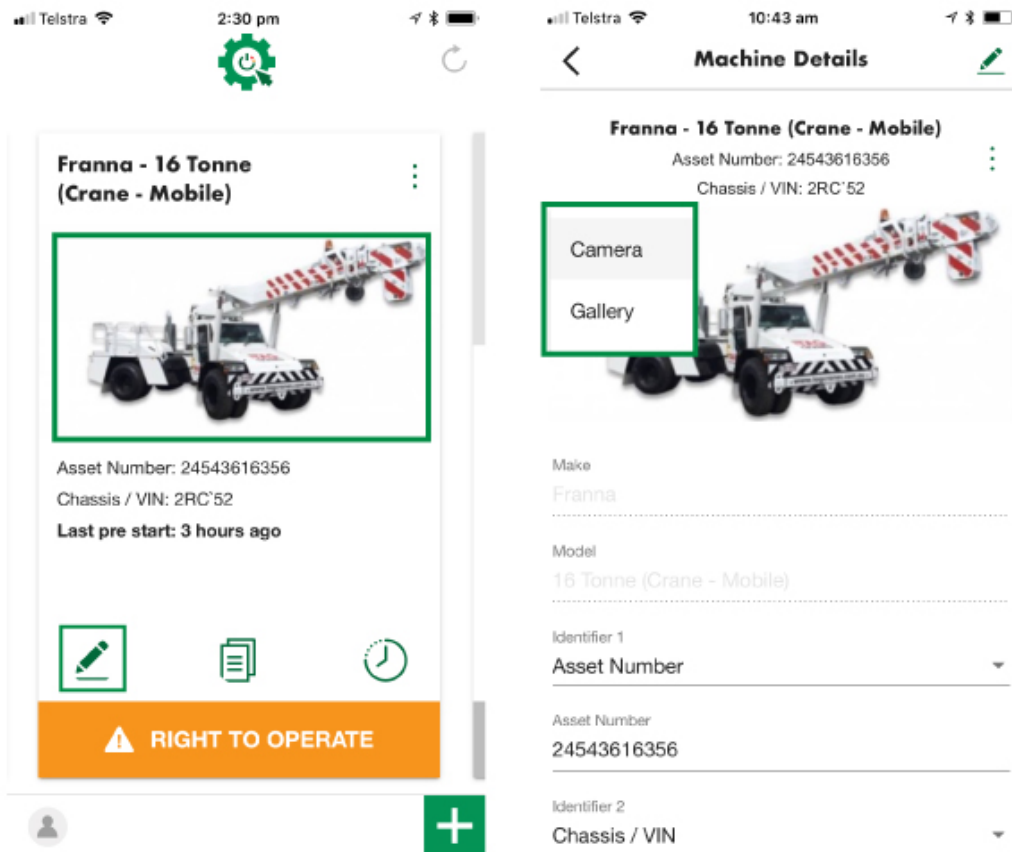 Telstra
2:30 pm
Franna - 16 Tonne
(Crane - Mobile)
Asset Number: 24543616356
Chassis / VIN: 2RC`52
Last pre start: 3 hours ago
RIGHT TO OPERATE
Telstra
10:43 am
Machine Details
Franna - 16 Tonne (Crane - Mobile)
Asset Number: 24543616356
Chassis / VIN: 2RC`52
Camera
Gallery
Make
Franna
Model
16 Tonne (Crane - Mobile)
Identifier 1
Asset Number
Asset Number
24543616356
Identifier 2
Chassis / VIN